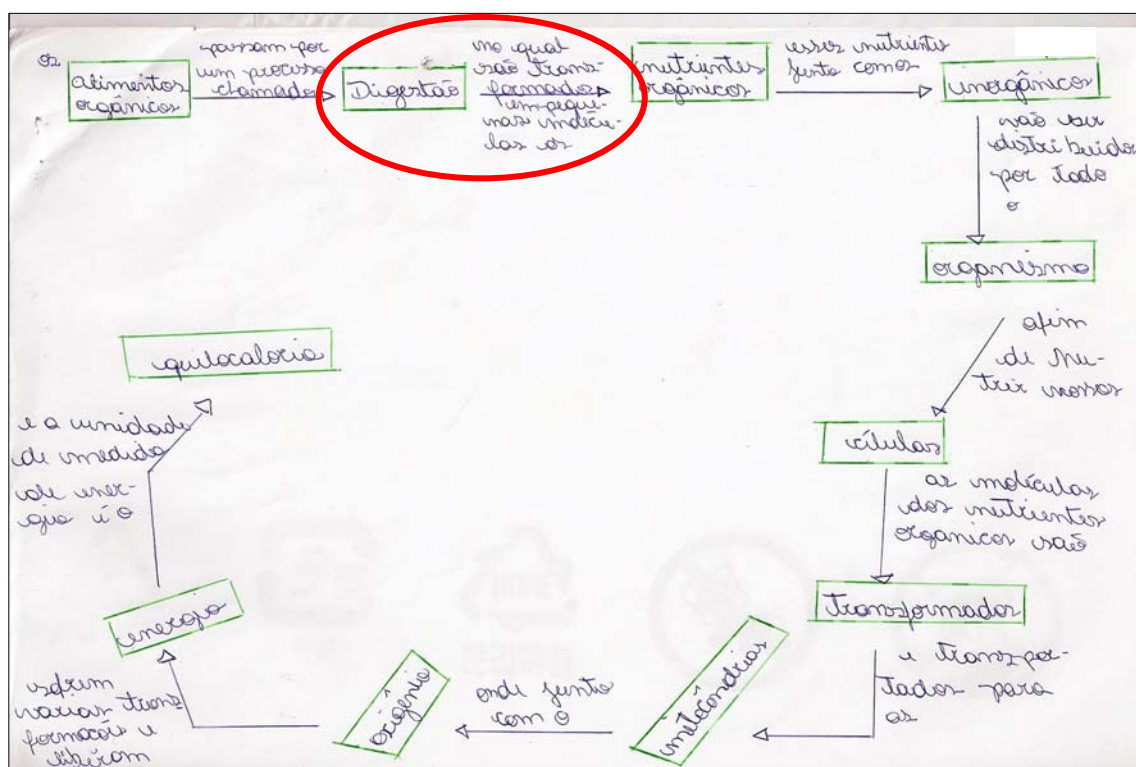 os
alimentos
orgânicos
passam por
um processo
chamado
Digestão
no qual
são trans-
formados
em peque-
nas molécu-
las os
nutrientes
orgânicos
esses nutrientes
junto com os
inorgânicos
vão ser
distribuidos
por todo
o
organismo
afim
de Nu-
trir nossas
células
as moléculas
dos nutrientes
orgânicos são
Transformados
e transpor-
tados para
as
mitocôndrias
onde junto
com o
oxigênio
sofrem
várias trans-
formações e
liberam
energia
e a unidade
de medida
de ener-
gia é o
quilocaloria